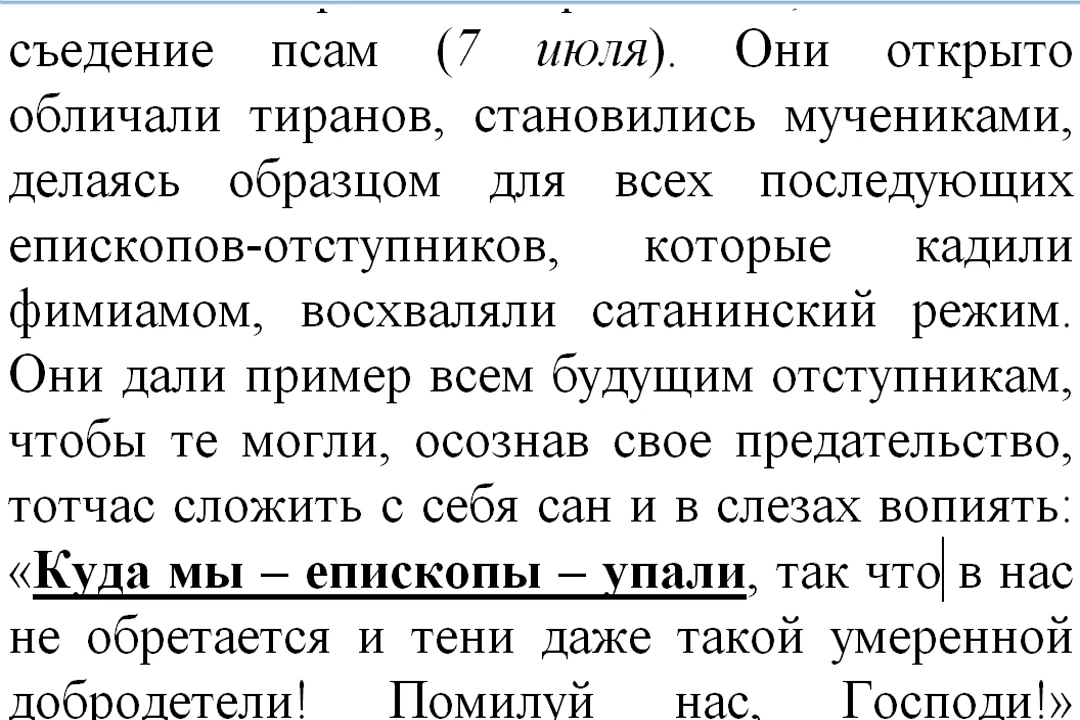 съедение псам (7 июля). Они открыто
обличали тиранов, становились мучениками,
делаясь образцом для всех последующих
епископов-отступников, которые кадили
фимиамом, восхваляли сатанинский режим.
Они дали пример всем будущим отступникам,
чтобы те могли, осознав свое предательство,
тотчас сложить с себя сан и в слезах вопиять:
«Куда мы – епископы – упали, так что в нас
не обретается и тени даже такой умеренной
добродетели! Помилуй нас, Господи!»